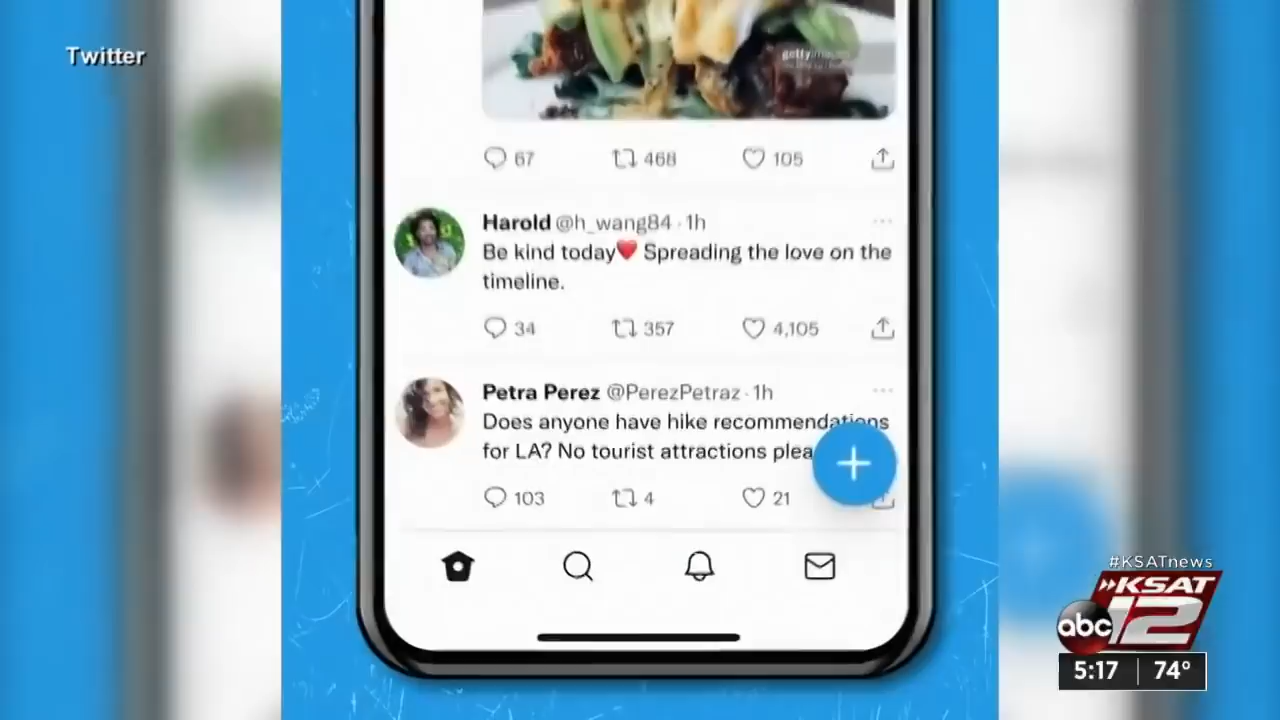 Twitter
gettyimages
67 468 105
Harold @h_wang84 · 1h
Be kind today❤️ Spreading the love on the
timeline.
34 357 4,105
Petra Perez @PerezPetraz · 1h
Does anyone have hike recommendations
for LA? No tourist attractions plea
103 4 21
#KSATnews
KSAT
abc 12
5:17 74°